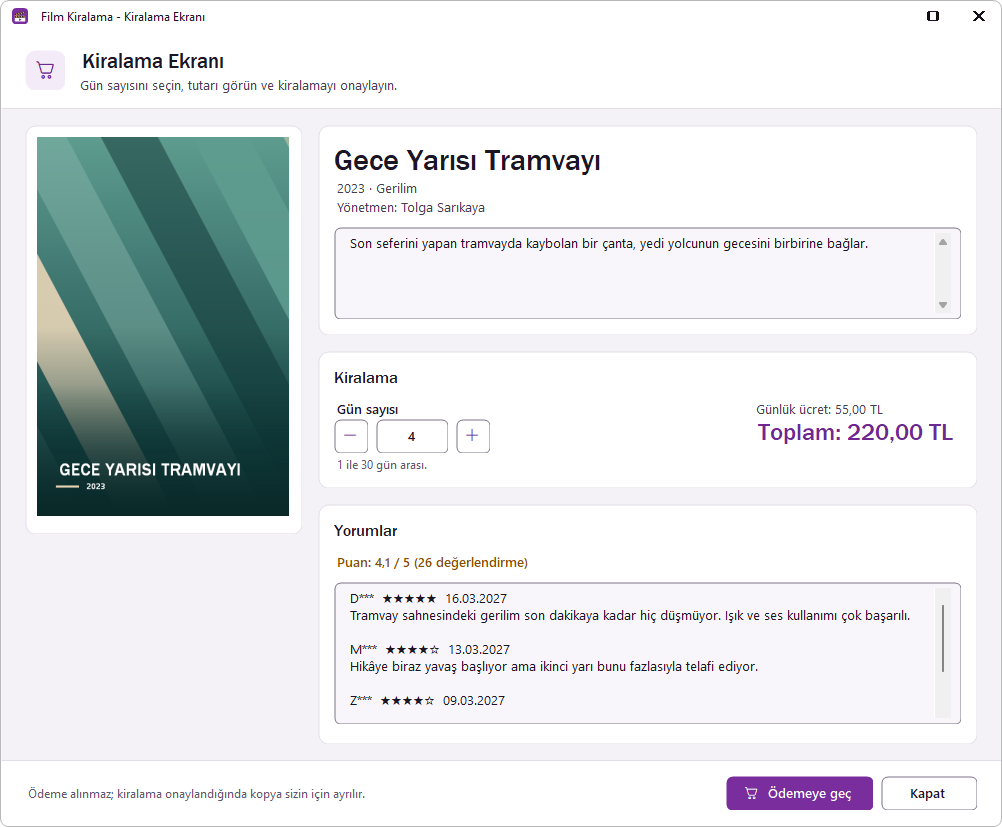 Film Kiralama - Kiralama Ekranı
Kiralama Ekranı
Gün sayısını seçin, tutarı görün ve kiralamayı onaylayın.
GECE YARISI TRAMVAYI
2023
Gece Yarısı Tramvayı
2023 · Gerilim
Yönetmen: Tolga Sarıkaya
Son seferini yapan tramvayda kaybolan bir çanta, yedi yolcunun gecesini birbirine bağlar.
Kiralama
Gün sayısı
4
1 ile 30 gün arası.
Günlük ücret: 55,00 TL
Toplam: 220,00 TL
Yorumlar
Puan: 4,1 / 5 (26 değerlendirme)
D*** ★★★★★ 16.03.2027
Tramvay sahnesindeki gerilim son dakikaya kadar hiç düşmüyor. Işık ve ses kullanımı çok başarılı.
M*** ★★★★☆ 13.03.2027
Hikâye biraz yavaş başlıyor ama ikinci yarı bunu fazlasıyla telafi ediyor.
Z*** ★★★★☆ 09.03.2027
Ödeme alınmaz; kiralama onaylandığında kopya sizin için ayrılır.
Ödemeye geç
Kapat